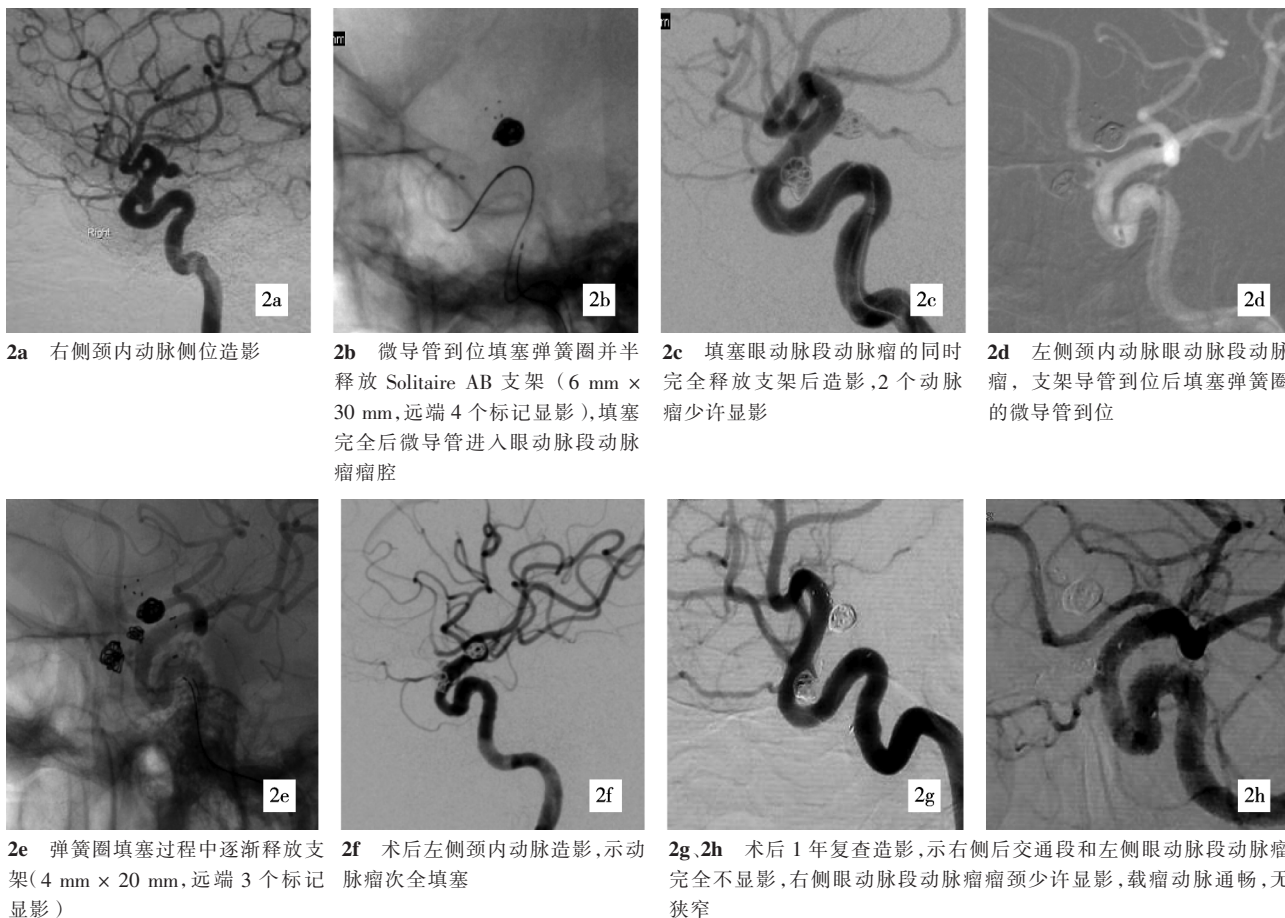 mm
mm
Right
2a
2b
2c
2d
2a 右侧颈内动脉侧位造影
2b 微导管到位填塞弹簧圈并半
释放 Solitaire AB 支架（6 mm ×
30 mm,远端 4 个标记显影）,填塞
完全后微导管进入眼动脉段动脉
瘤瘤腔
2c 填塞眼动脉段动脉瘤的同时
完全释放支架后造影,2 个动脉
瘤少许显影
2d 左侧颈内动脉眼动脉段动脉
瘤，支架导管到位后填塞弹簧圈
的微导管到位
2e
2f
2g
2h
2e 弹簧圈填塞过程中逐渐释放支
架(4 mm × 20 mm,远端 3 个标记
显影）
2f 术后左侧颈内动脉造影,示动
脉瘤次全填塞
2g、2h 术后 1 年复查造影,示右侧后交通段和左侧眼动脉段动脉瘤
完全不显影,右侧眼动脉段动脉瘤瘤颈少许显影,载瘤动脉通畅,无
狭窄